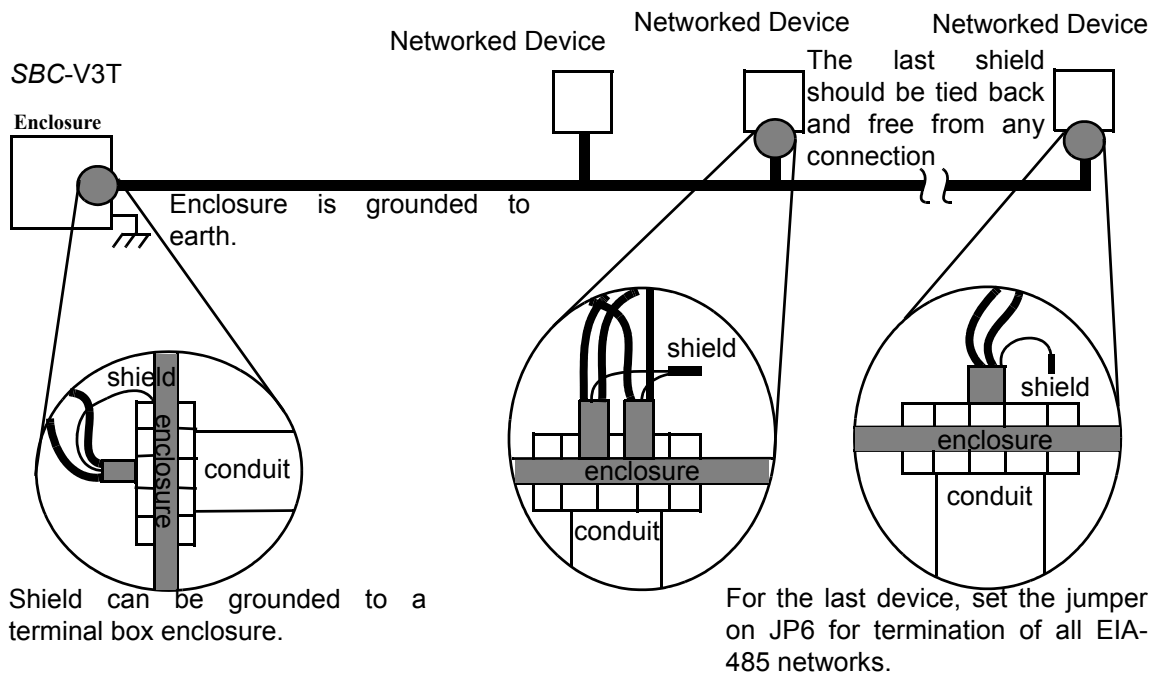 Networked Device
Networked Device
Networked Device
SBC-V3T
Enclosure
The last shield
should be tied back
and free from any
connection
Enclosure is grounded to
earth.
shield
enclosure
conduit
shield
enclosure
conduit
shield
enclosure
conduit
Shield can be grounded to a
terminal box enclosure.
For the last device, set the jumper
on JP6 for termination of all EIA-
485 networks.